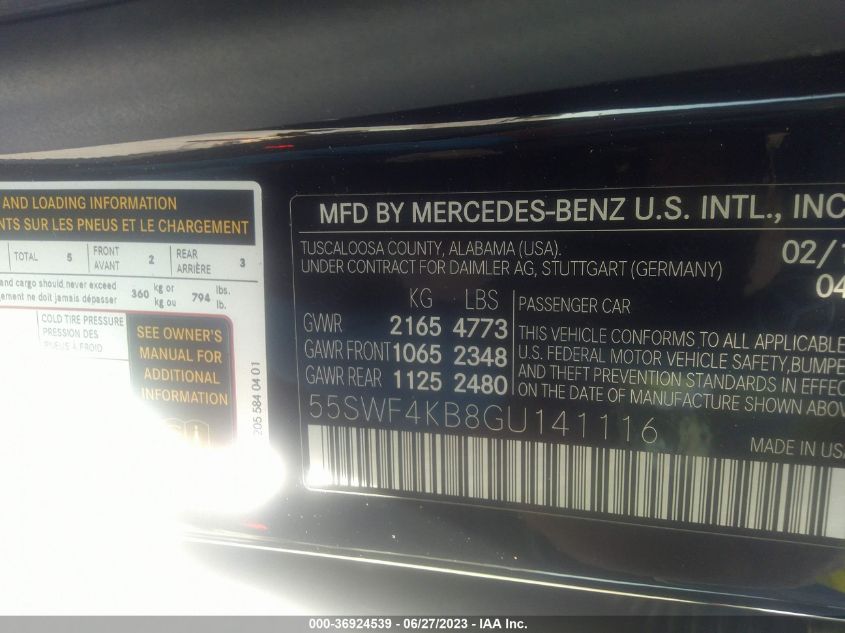 AND LOADING INFORMATION
NTS SUR LES PNEUS ET LE CHARGEMENT
TOTAL 5 FRONT AVANT 2 REAR ARRIÈRE 3
and cargo should never exceed 360 kg or 794 lbs.
gement ne doit jamais dépasser kg ou lb.
COLD TIRE PRESSURE
PRESSION DES
PNEUS À FROID
SEE OWNER'S
MANUAL FOR
ADDITIONAL
INFORMATION
205 584 04 01
MFD BY MERCEDES-BENZ U.S. INTL., INC
TUSCALOOSA COUNTY, ALABAMA (USA).
UNDER CONTRACT FOR DAIMLER AG, STUTTGART (GERMANY)
02/1
04
KG LBS
GVWR 2165 4773
GAWR FRONT 1065 2348
GAWR REAR 1125 2480
PASSENGER CAR
THIS VEHICLE CONFORMS TO ALL APPLICABLE
U.S. FEDERAL MOTOR VEHICLE SAFETY, BUMPE
AND THEFT PREVENTION STANDARDS IN EFFEC
ON THE DATE OF MANUFACTURE SHOWN ABOV
55SWF4KB8GU141116
MADE IN USA
000-36924539 - 06/27/2023 - IAA Inc.